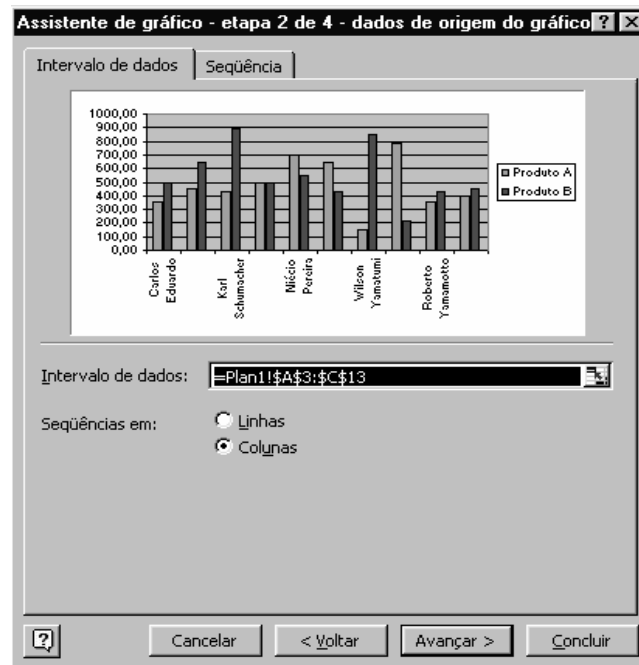 Assistente de gráfico - etapa 2 de 4 - dados de origem do gráfico ? X
Intervalo de dados
Seqüência
1000,00
900,00
800,00
700,00
600,00
500,00
400,00
300,00
200,00
100,00
0,00
Carlos
Eduardo
Karl
Schumacher
Niécio
Pereira
Wilson
Yamatumi
Roberto
Yamamotto
Produto A
Produto B
Intervalo de dados:
=Plan1!$A$3:$C$13
Seqüências em:
Linhas
Colunas
?
Cancelar
< Voltar
Avançar >
Concluir